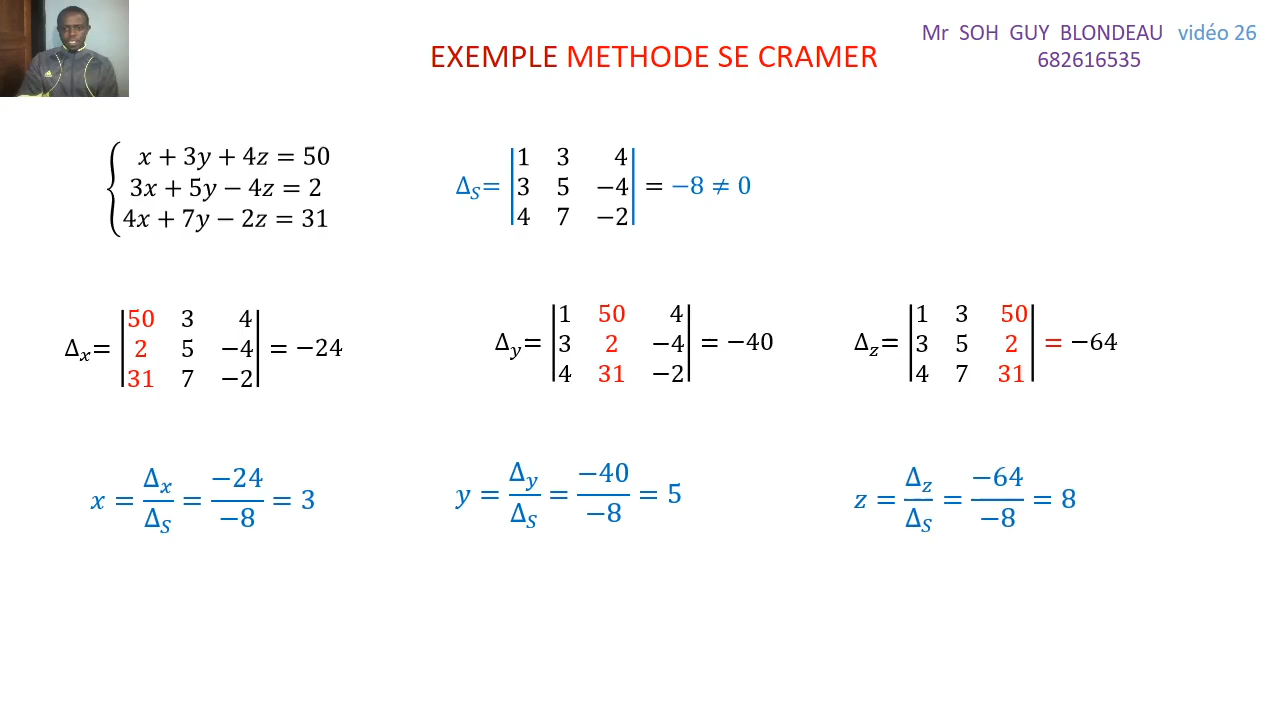 Mr SOH GUY BLONDEAU vidéo 26
682616535
EXEMPLE METHODE SE CRAMER
x + 3y + 4z = 50
3x + 5y − 4z = 2
4x + 7y − 2z = 31
Δ_S= |1 3 4|
|3 5 −4| = −8 ≠ 0
|4 7 −2|
|50 3 4|
Δ_x= |2 5 −4| = −24
|31 7 −2|
|1 50 4|
Δ_y= |3 2 −4| = −40
|4 31 −2|
|1 3 50|
Δ_z= |3 5 2| = −64
|4 7 31|
x = Δ_x/Δ_S = −24/−8 = 3
y = Δ_y/Δ_S = −40/−8 = 5
z = Δ_z/Δ_S = −64/−8 = 8